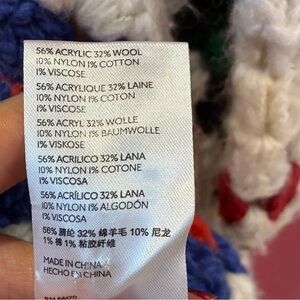 56% ACRYLIC 32% WOOL
10% NYLON 1% COTTON
1% VISCOSE
56% ACRYLIQUE 32% LAINE
10% NYLON 1% COTON
1% VISCOSE
56% ACRYL 32% WOLLE
10% NYLON 1% BAUMWOLLE
1% VISKOSE
56% ACRILICO 32% LANA
10% NYLON 1% COTONE
1% VISCOSA
56% ACRÍLICO 32% LANA
10% NYLON 1% ALGODÓN
1% VISCOSA
56% 腈纶 32% 绵羊毛 10% 尼龙
1% 棉 1% 粘胶纤维
MADE IN CHINA
HECHO EN CHINA